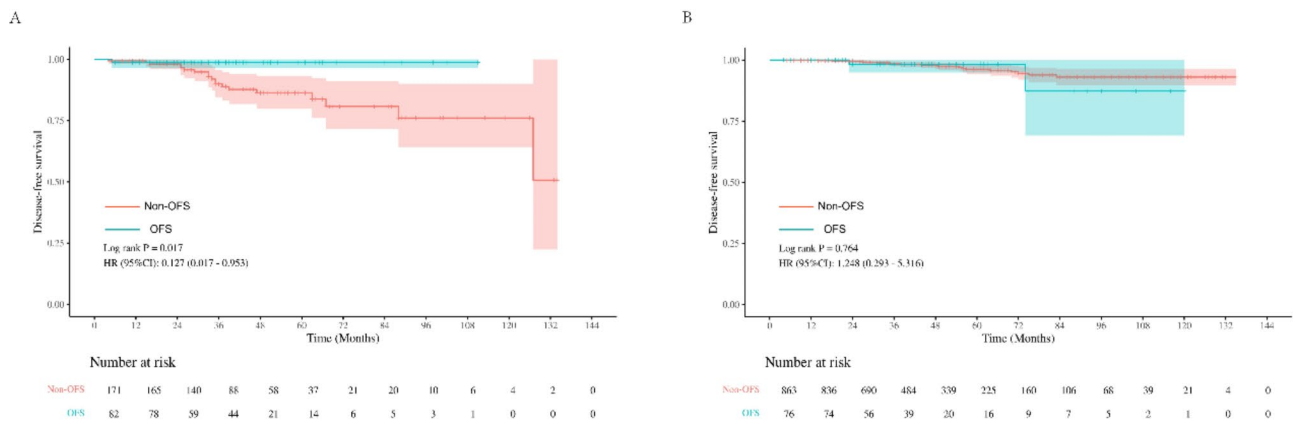 A
Disease-free survival
1.00
0.75
0.50
0.25
0.00
Non-OFS
OFS
Log rank P = 0.017
HR (95%CI): 0.127 (0.017 - 0.953)
0 12 24 36 48 60 72 84 96 108 120 132 144
Time (Months)
Number at risk
Non-OFS 171 165 140 88 58 37 21 20 10 6 4 2 0
OFS 82 78 59 44 21 14 6 5 3 1 0 0 0
B
Disease-free survival
1.00
0.75
0.50
0.25
0.00
Non-OFS
OFS
Log rank P = 0.764
HR (95%CI): 1.248 (0.293 - 5.316)
0 12 24 36 48 60 72 84 96 108 120 132 144
Time (Months)
Number at risk
Non-OFS 863 836 690 484 339 225 160 106 68 39 21 4 0
OFS 76 74 56 39 20 16 9 7 5 2 1 0 0